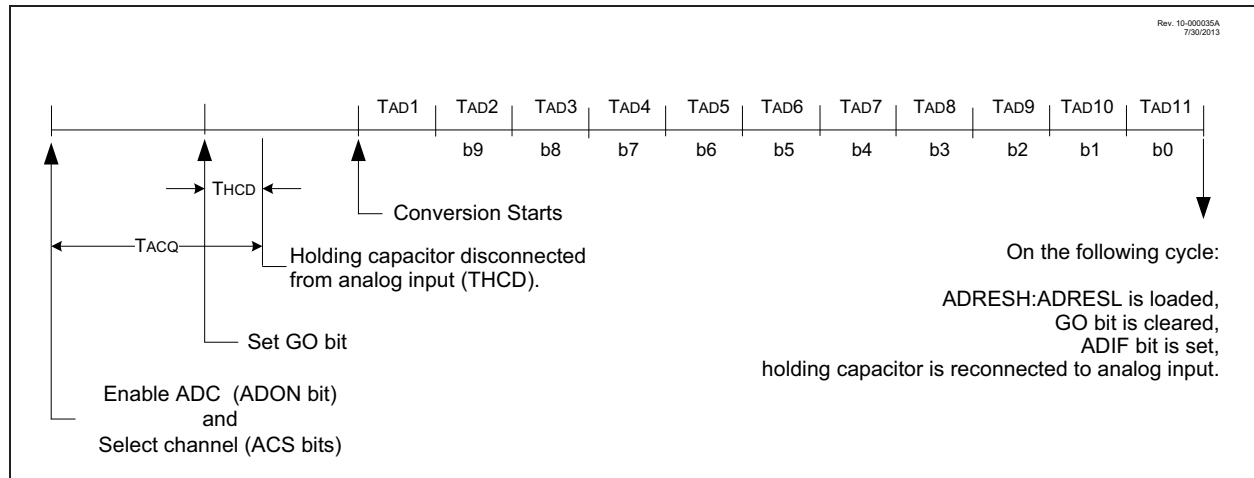 Rev. 10-000035A
7/30/2013
TAD1 TAD2 TAD3 TAD4 TAD5 TAD6 TAD7 TAD8 TAD9 TAD10 TAD11
b9 b8 b7 b6 b5 b4 b3 b2 b1 b0
THCD
Conversion Starts
TACQ
Holding capacitor disconnected
from analog input (THCD).
On the following cycle:
ADRESH:ADRESL is loaded,
GO bit is cleared,
ADIF bit is set,
holding capacitor is reconnected to analog input.
Set GO bit
Enable ADC (ADON bit)
and
Select channel (ACS bits)